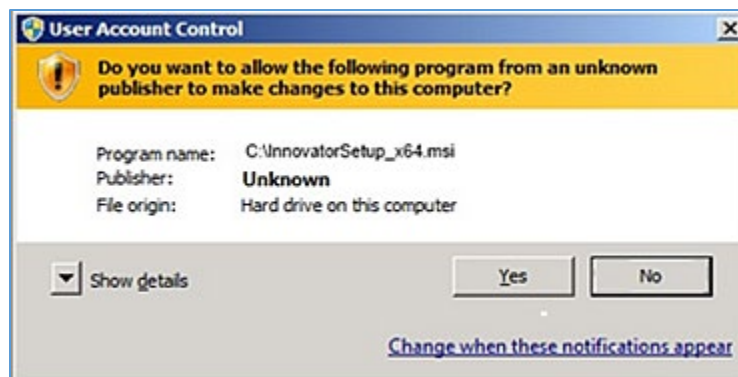 User Account Control
Do you want to allow the following program from an unknown
publisher to make changes to this computer?
Program name: C:\InnovatorSetup_x64.msi
Publisher: Unknown
File origin: Hard drive on this computer
Show details Yes No
Change when these notifications appear